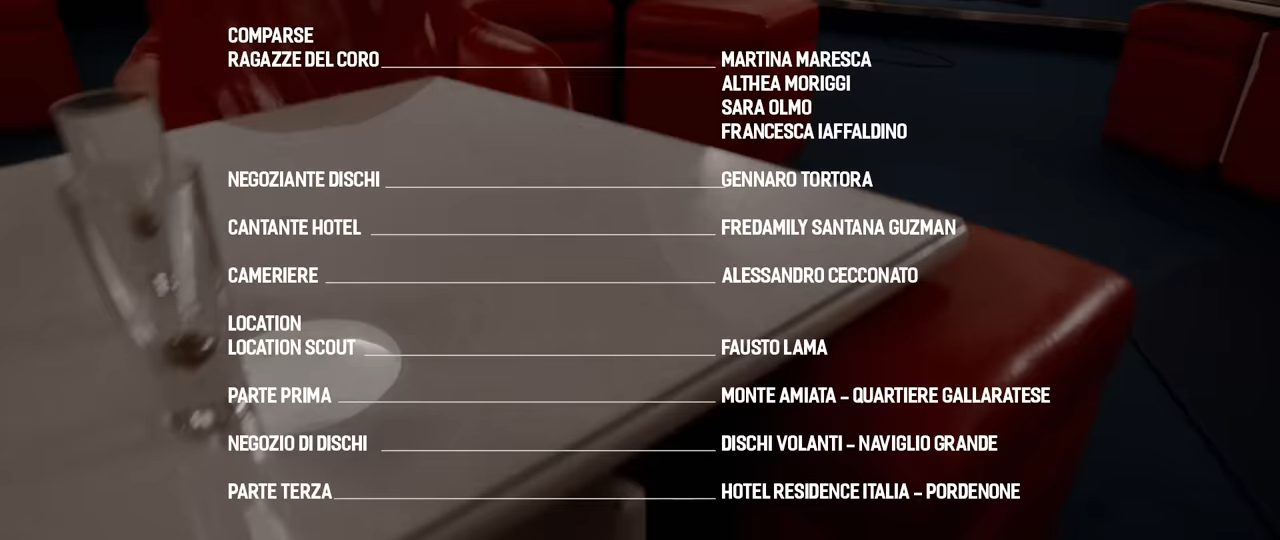 COMPARSE
RAGAZZE DEL CORO MARTINA MARESCA
ALTHEA MORIGGI
SARA OLMO
FRANCESCA IAFFALDINO
NEGOZIANTE DISCHI GENNARO TORTORA
CANTANTE HOTEL FREDAMILY SANTANA GUZMAN
CAMERIERE ALESSANDRO CECCONATO
LOCATION
LOCATION SCOUT FAUSTO LAMA
PARTE PRIMA MONTE AMIATA – QUARTIERE GALLARATESE
NEGOZIO DI DISCHI DISCHI VOLANTI – NAVIGLIO GRANDE
PARTE TERZA HOTEL RESIDENCE ITALIA – PORDENONE